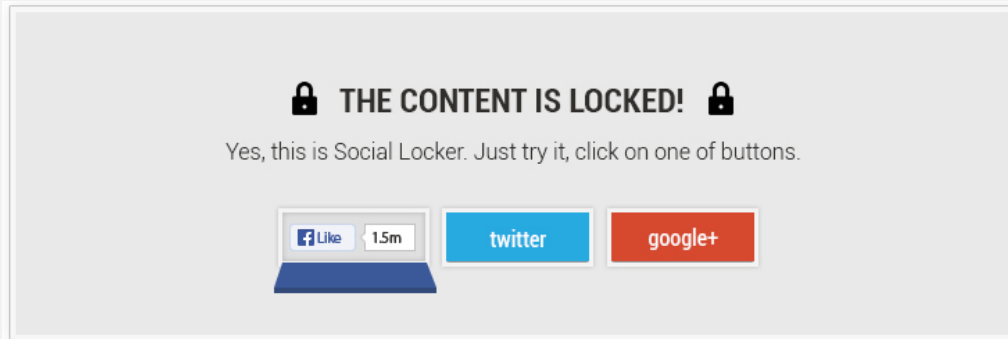 THE CONTENT IS LOCKED!
Yes, this is Social Locker. Just try it, click on one of buttons.
Like 1.5m twitter google+